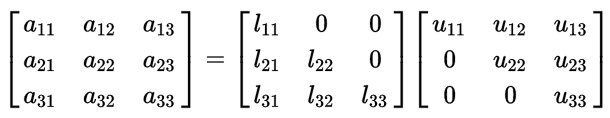 a₁₁ a₁₂ a₁₃ l₁₁ 0 0 u₁₁ u₁₂ u₁₃
a₂₁ a₂₂ a₂₃ = l₂₁ l₂₂ 0 0 u₂₂ u₂₃
a₃₁ a₃₂ a₃₃ l₃₁ l₃₂ l₃₃ 0 0 u₃₃